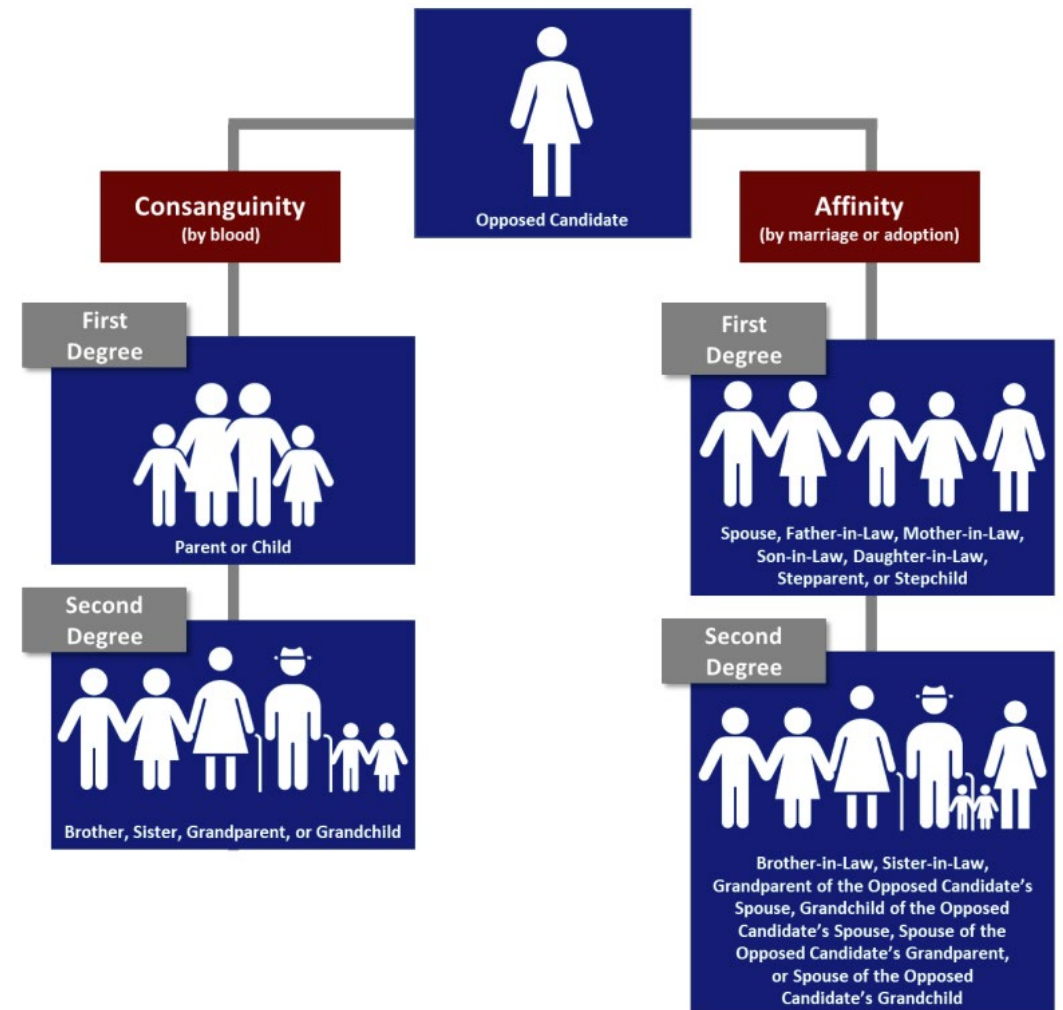 Opposed Candidate
Consanguinity
(by blood)
First
Degree
Parent or Child
Second
Degree
Brother, Sister, Grandparent, or Grandchild
Affinity
(by marriage or adoption)
First
Degree
Spouse, Father-in-Law, Mother-in-Law,
Son-in-Law, Daughter-in-Law,
Stepparent, or Stepchild
Second
Degree
Brother-in-Law, Sister-in-Law,
Grandparent of the Opposed Candidate’s
Spouse, Grandchild of the Opposed
Candidate’s Spouse, Spouse of the
Opposed Candidate’s Grandparent,
or Spouse of the Opposed
Candidate’s Grandchild